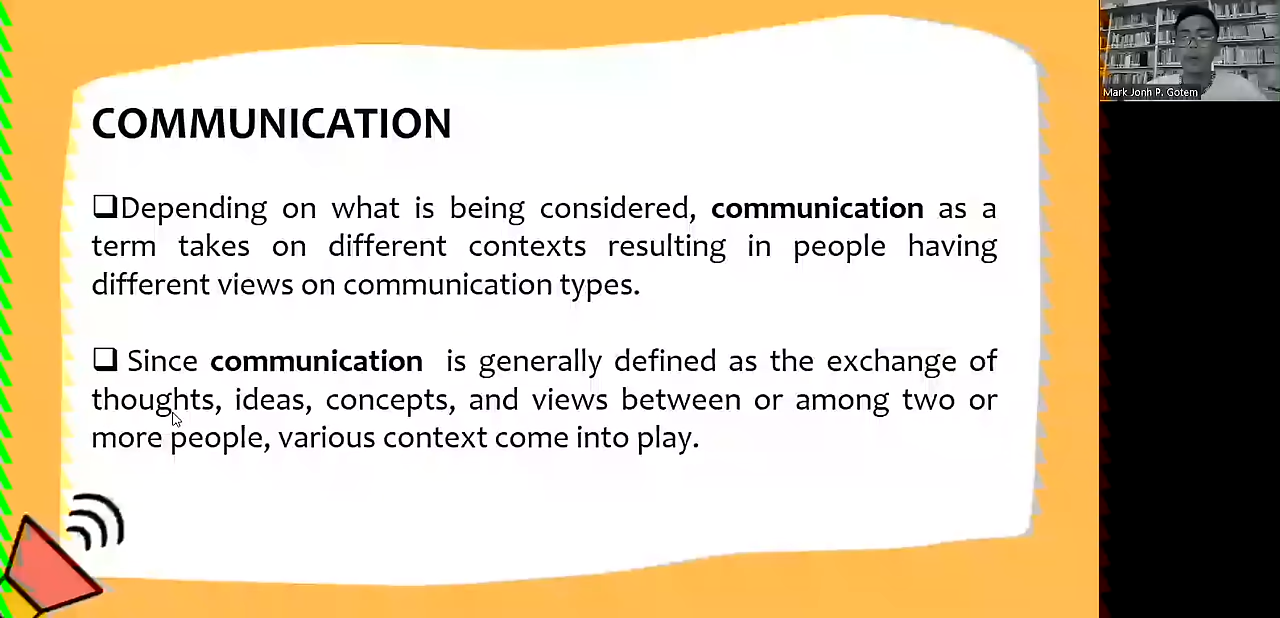 Mark Jonh P. Gotem
COMMUNICATION
❑Depending on what is being considered, communication as a
term takes on different contexts resulting in people having
different views on communication types.
❑ Since communication is generally defined as the exchange of
thoughts, ideas, concepts, and views between or among two or
more people, various context come into play.